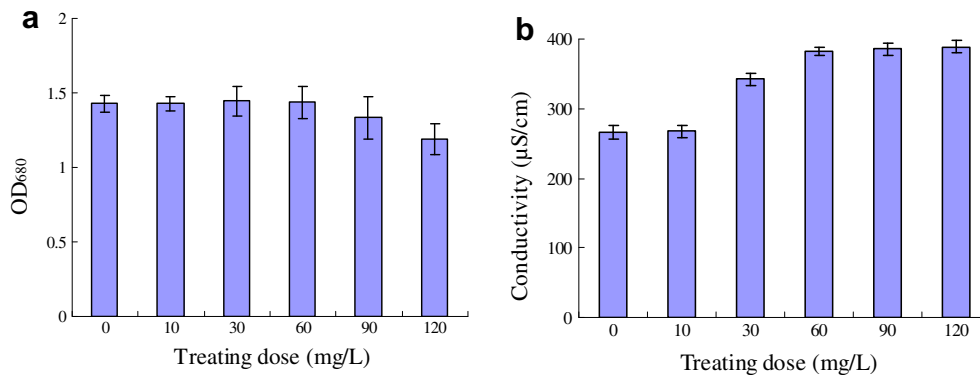 a
2
1.5
1
0.5
0
OD680
0 10 30 60 90 120
Treating dose (mg/L)
b
400
300
200
100
0
Conductivity (µS/cm)
0 10 30 60 90 120
Treating dose (mg/L)